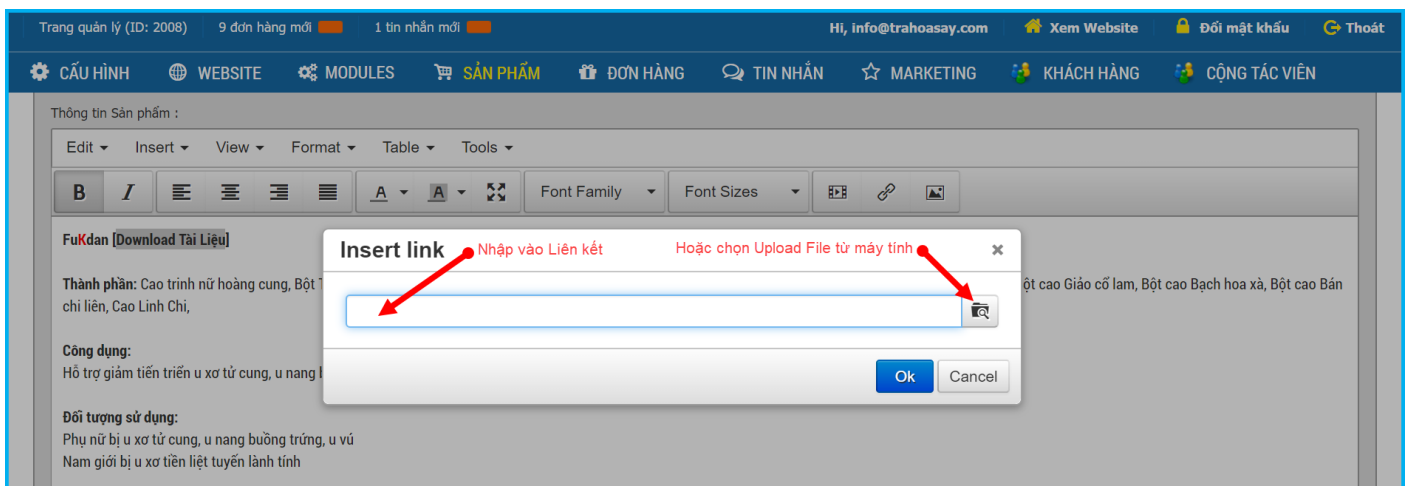 Trang quản lý (ID: 2008) 9 đơn hàng mới 1 tin nhắn mới Hi, info@trahoasay.com Xem Website Đổi mật khẩu Thoát
CẤU HÌNH WEBSITE MODULES SẢN PHẨM ĐƠN HÀNG TIN NHẮN MARKETING KHÁCH HÀNG CỘNG TÁC VIÊN
Thông tin Sản phẩm :
Edit Insert View Format Table Tools
B I A A Font Family Font Sizes
FuKdan [Download Tài Liệu]
Insert link Nhập vào Liên kết Hoặc chọn Upload File từ máy tính ×
Thành phần: Cao trinh nữ hoàng cung, Bột ột cao Giảo cổ lam, Bột cao Bạch hoa xà, Bột cao Bán
chi liên, Cao Linh Chi,
Công dụng:
Hỗ trợ giảm tiến triển u xơ tử cung, u nang
Ok Cancel
Đối tượng sử dụng:
Phụ nữ bị u xơ tử cung, u nang buồng trứng, u vú
Nam giới bị u xơ tiền liệt tuyến lành tính